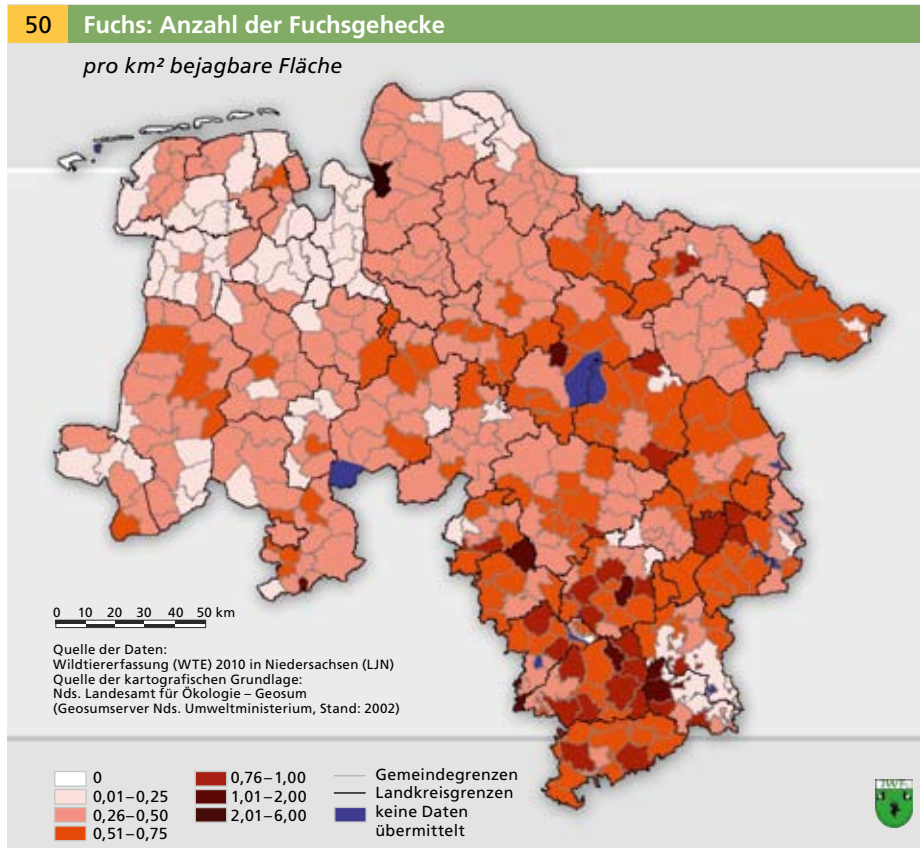 50 Fuchs: Anzahl der Fuchsgehecke
pro km² bejagbare Fläche
0 10 20 30 40 50 km
Quelle der Daten:
Wildtiererfassung (WTE) 2010 in Niedersachsen (LJN)
Quelle der kartografischen Grundlage:
Nds. Landesamt für Ökologie – Geosum
(Geosumserver Nds. Umweltministerium, Stand: 2002)
0
0,01–0,25
0,26–0,50
0,51–0,75
0,76–1,00
1,01–2,00
2,01–6,00
Gemeindegrenzen
Landkreisgrenzen
keine Daten
übermittelt